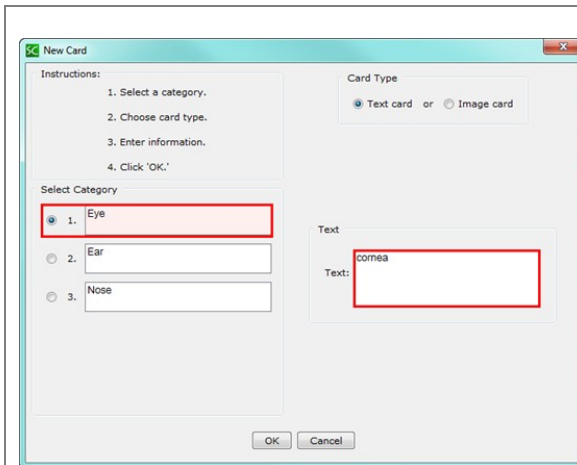 SC New Card
Instructions:
1. Select a category.
2. Choose card type.
3. Enter information.
4. Click 'OK.'
Card Type
Text card or Image card
Select Category
1. Eye
2. Ear
3. Nose
Text
Text: cornea
OK Cancel